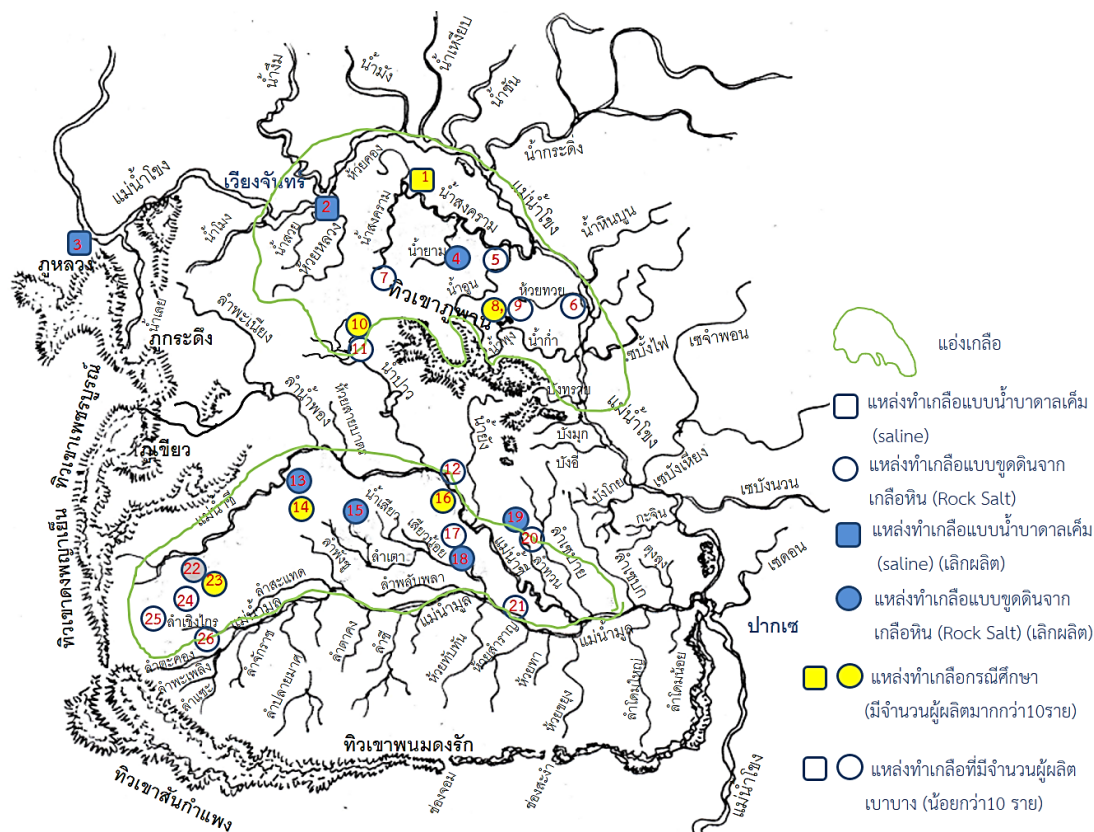 น้ำงึม
น้ำมัง
น้ำเหงียบ
น้ำซัน
น้ำกระดิ่ง
แม่น้ำโขง
เวียงจันทร์
ห้วยคอง
1
น้ำสงคราม
น้ำสงคราม
แม่น้ำโขง
น้ำหินบูน
2
3
ภูหลวง
น้ำโมง
น้ำสวย
ห้วยหลวง
น้ำยาม
4
5
7
น้ำอูน
ห้วยทวย
6
8,
9
ทิวเขาภูพาน
น้ำพุง
น้ำก่ำ
น้ำเลย
ลำพะเนียง
ภูกระดึง
10
11
น้ำปาว
เซบั้งไฟ
เซจำพอน
บังทราย
แม่น้ำโขง
ลำน้ำพอง
ห้วยสายบาตร
น้ำยัง
บังมุก
บังอี่
ทิวเขาเพชรบูรณ์
ภูเขียว
12
เซบังเหียง
เซบังนวน
บังโกย
แม่น้ำชี
13
14
น้ำเสียว
15
16
เสียวน้อย
17
18
19
20
กะจิน
ตุงลุง
เซโดน
ทิวเขาดงพญาเย็น
ลำทั้งซู
ลำเตา
ลำพลับพลา
แม่น้ำชี
ลำทวน
ลำเซบาย
ลำเซบก
22
23
24
25
ลำเชิงไกร
26
ลำสะแทด
แม่น้ำมูล
แม่น้ำมูล
21
แม่น้ำมูล
ปากเซ
ลำตะคอง
ลำพะเพลิง
ลำแชะ
ลำจักราช
ลำปลายมาศ
ลำตาคง
ลำชี
ห้วยทับทัน
ห้วยสำราญ
ห้วยทา
ห้วยขยุง
ลำโดมใหญ่
ลำโดมน้อย
ทิวเขาสันกำแพง
ทิวเขาพนมดงรัก
ช่องจอม
ช่องสะงำ
แม่น้ำโขง
แอ่งเกลือ
แหล่งทำเกลือแบบน้ำบาดาลเค็ม
(saline)
แหล่งทำเกลือแบบขูดดินจาก
เกลือหิน (Rock Salt)
แหล่งทำเกลือแบบน้ำบาดาลเค็ม
(saline) (เลิกผลิต)
แหล่งทำเกลือแบบขูดดินจาก
เกลือหิน (Rock Salt) (เลิกผลิต)
แหล่งทำเกลือกรณีศึกษา
(มีจำนวนผู้ผลิตมากกว่า10ราย)
แหล่งทำเกลือที่มีจำนวนผู้ผลิต
เบาบาง (น้อยกว่า10 ราย)